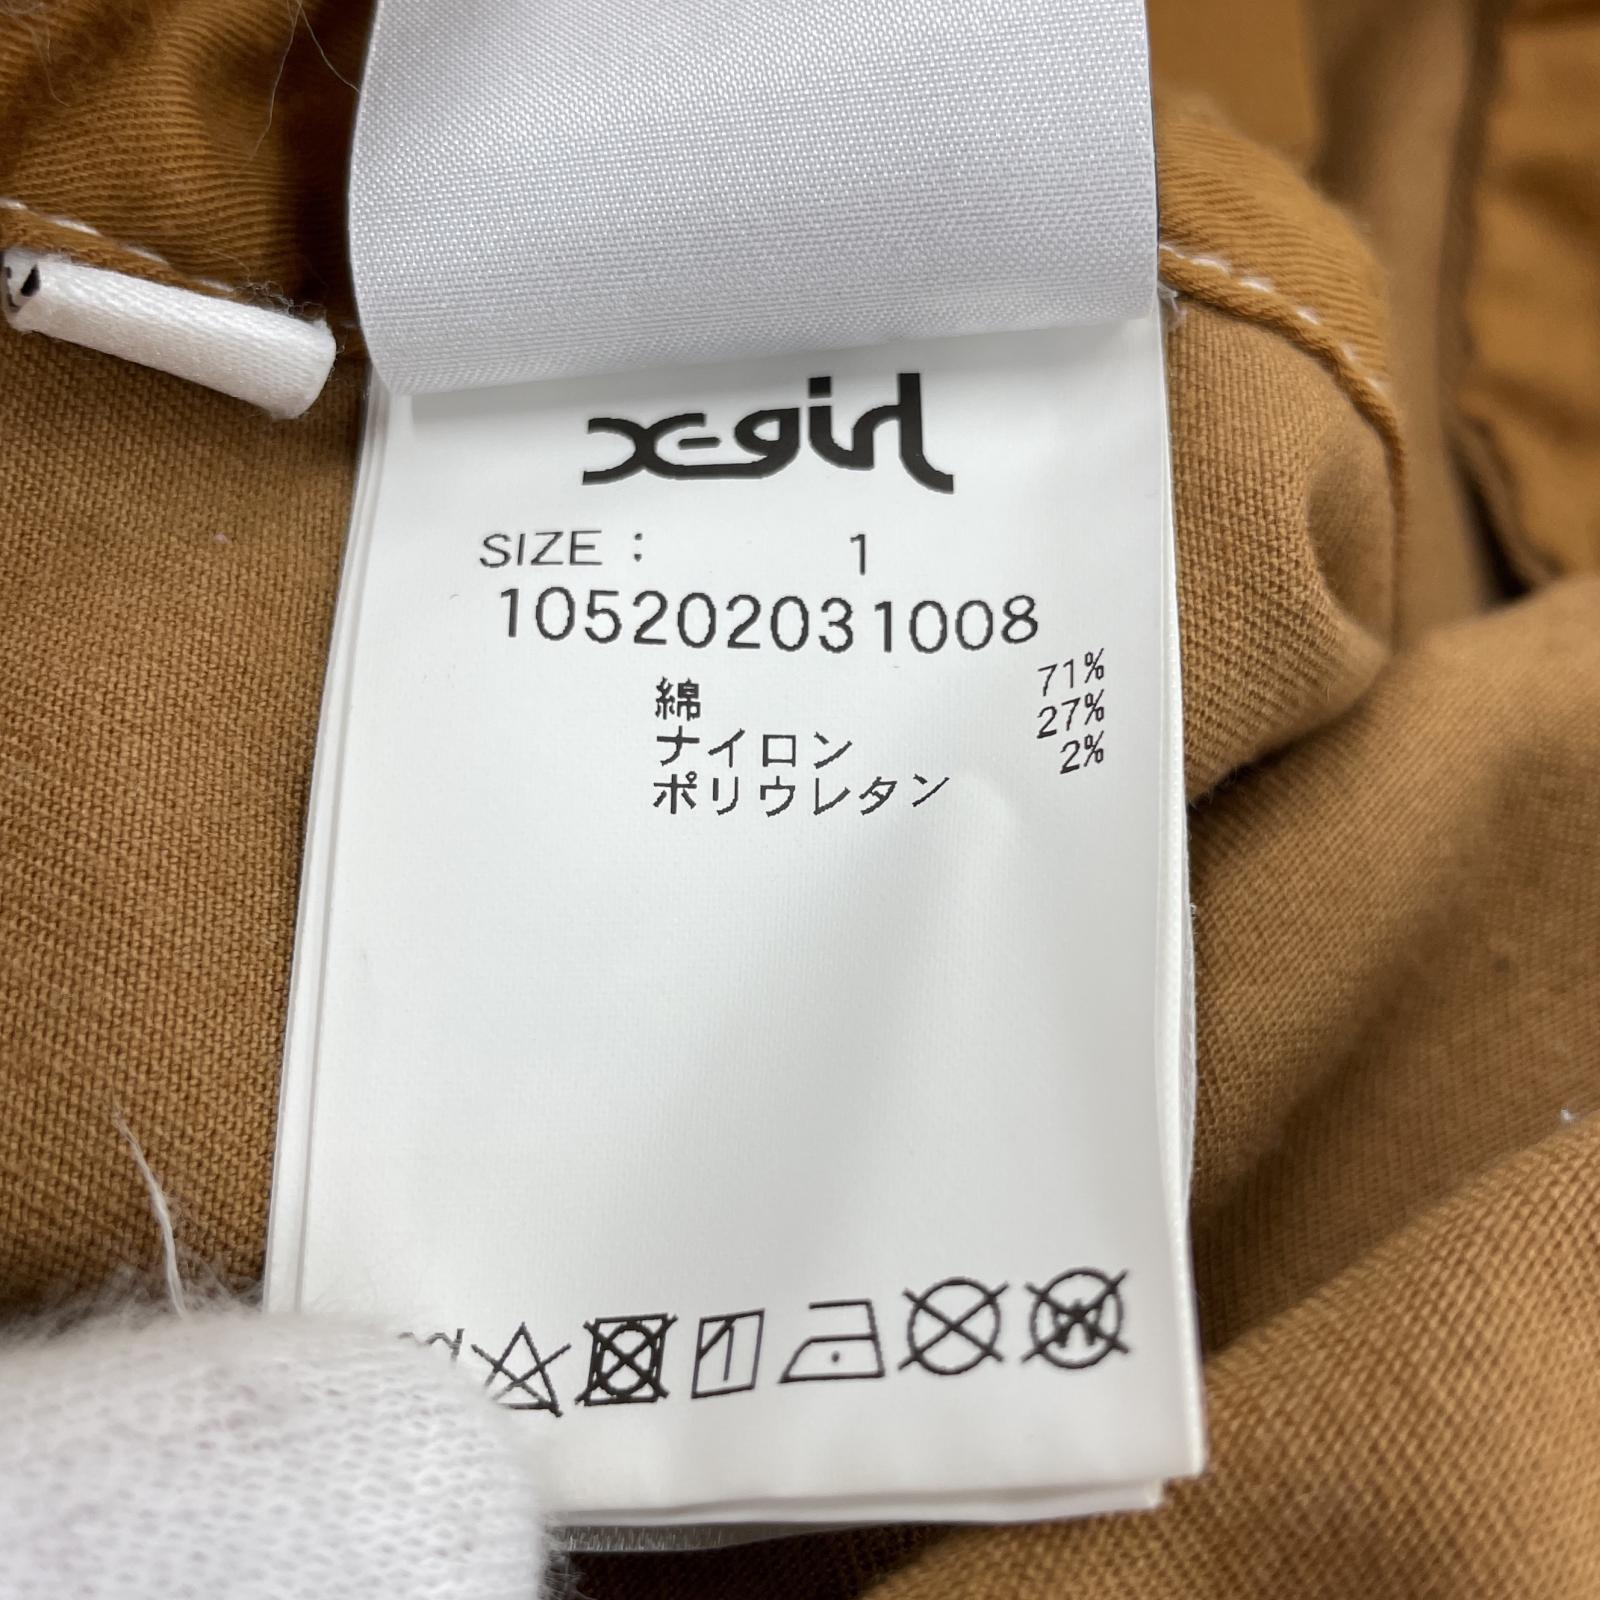 X-girl
SIZE : 1
105202031008
綿 71%
ナイロン 27%
ポリウレタン 2%